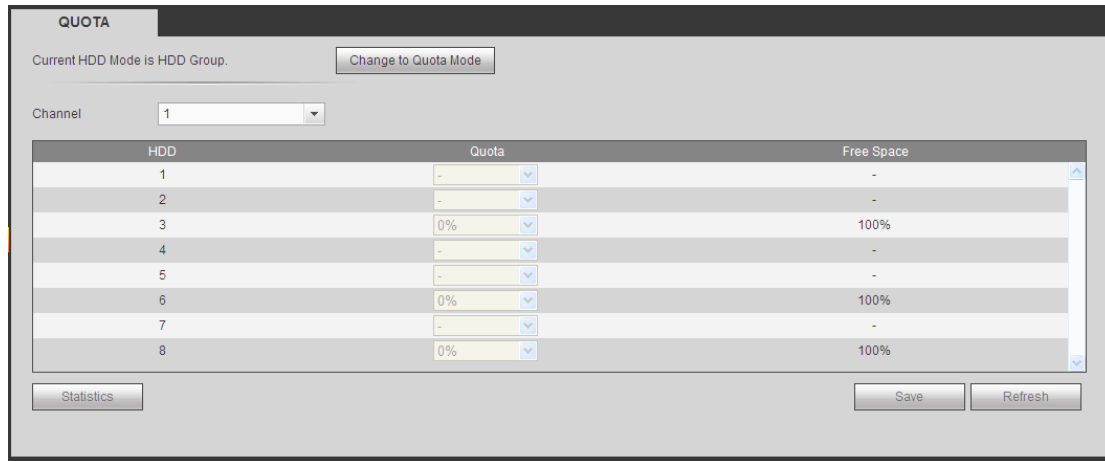 QUOTA
Current HDD Mode is HDD Group. Change to Quota Mode
Channel 1
HDD Quota Free Space
1 - -
2 - -
3 0% 100%
4 - -
5 - -
6 0% 100%
7 - -
8 0% 100%
Statistics Save Refresh